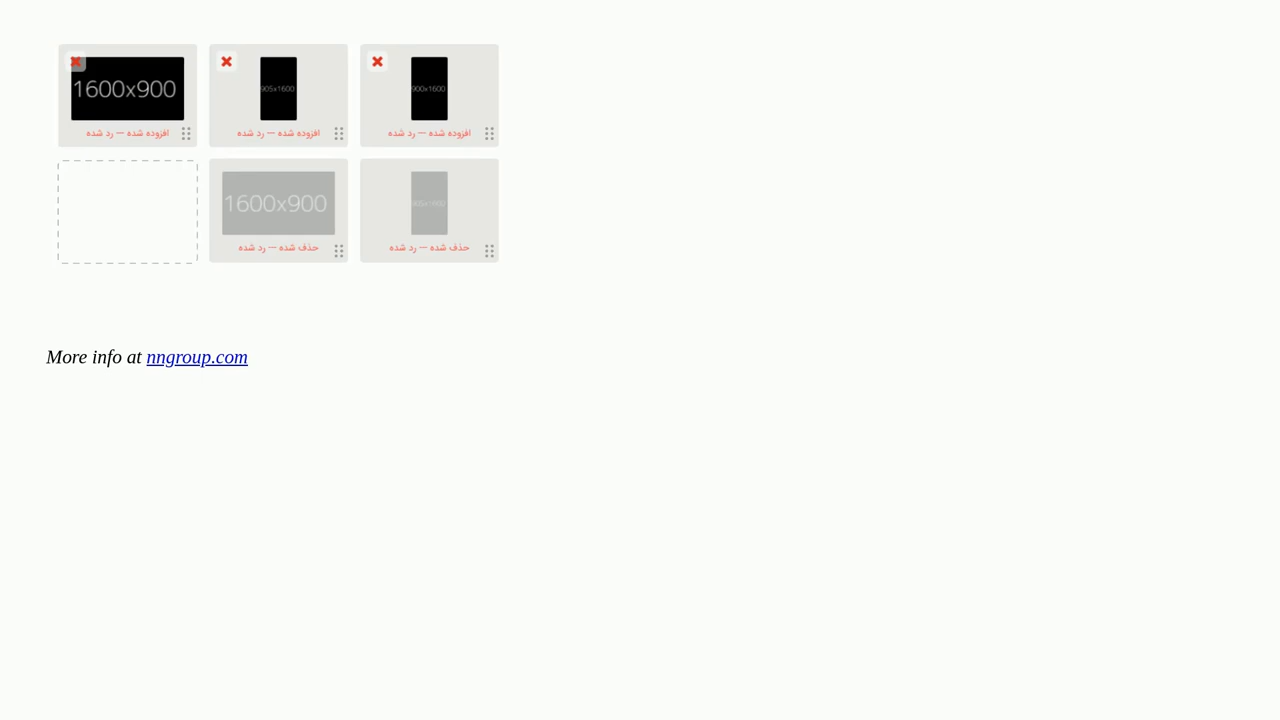 1600x900
905x1600
900x1600
افزوده شده — رد شده
افزوده شده — رد شده
افزوده شده — رد شده
1600x900
905x1600
حذف شده — رد شده
حذف شده — رد شده
More info at nngroup.com